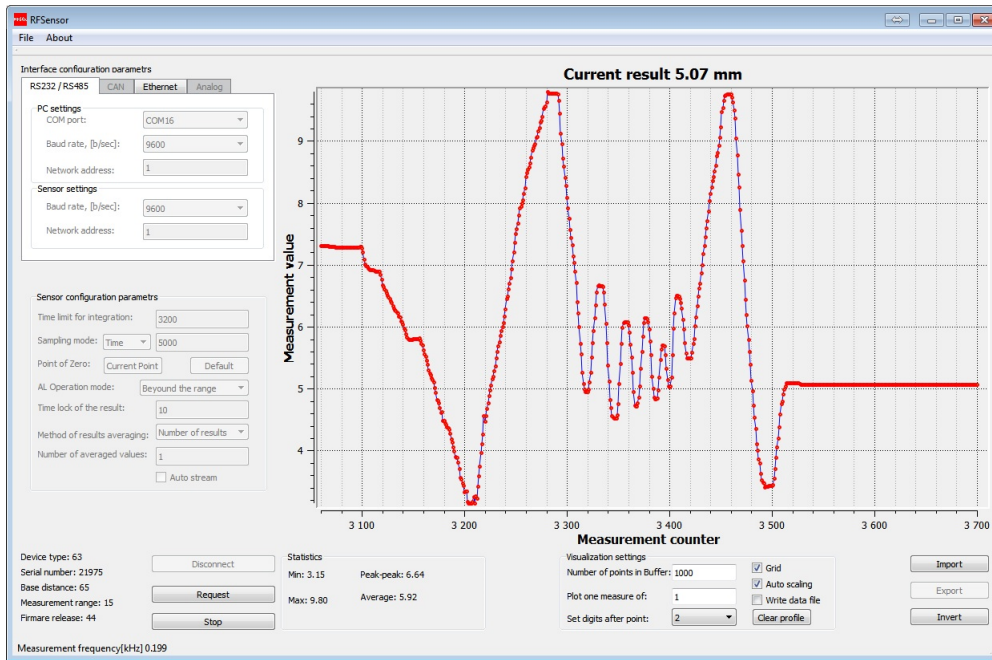 RFSensor
File About
Interface configuration parametrs
RS232 / RS485 CAN Ethernet Analog
PC settings
COM port: COM16
Baud rate, [b/sec]: 9600
Network address: 1
Sensor settings
Baud rate, [b/sec]: 9600
Network address: 1
Sensor configuration parametrs
Time limit for integration: 3200
Sampling mode: Time 5000
Point of Zero: Current Point Default
AL Operation mode: Beyound the range
Time lock of the result: 10
Method of results averaging: Number of results
Number of averaged values: 1
Auto stream
Current result 5.07 mm
Measurement value
9
8
7
6
5
4
3 100 3 200 3 300 3 400 3 500 3 600 3 700
Measurement counter
Device type: 63
Serial number: 21975
Base distance: 65
Measurement range: 15
Firmare release: 44
Disconnect
Request
Stop
Statistics
Min: 3.15 Peak-peak: 6.64
Max: 9.80 Average: 5.92
Visualization settings
Number of points in Buffer: 1000
Plot one measure of: 1
Set digits after point: 2
Grid
Auto scaling
Write data file
Clear profile
Import
Export
Invert
Measurement frequency[kHz] 0.199